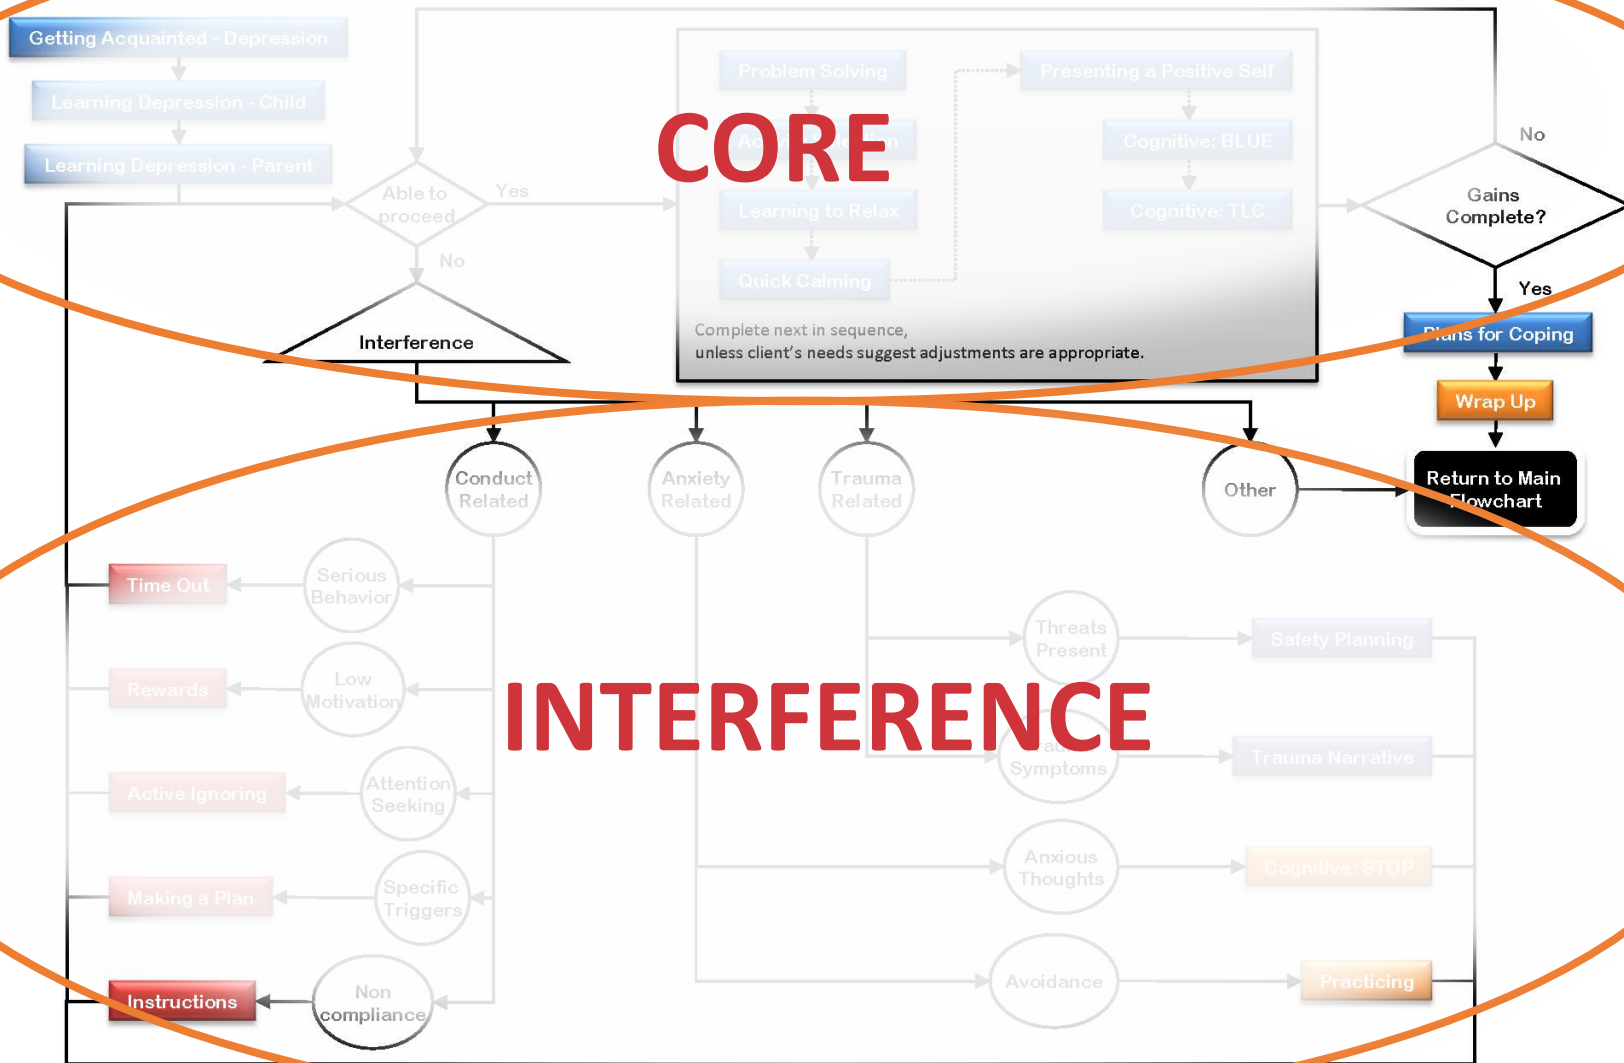 Getting Acquainted - Depression
Learning Depression - Child
Learning Depression - Parent
Able to
proceed
Yes
No
Problem Solving
Learning to Relax
Quick Calming
Presenting a Positive Self
Cognitive: BLUE
Cognitive: TLC
Complete next in sequence,
unless client's needs suggest adjustments are appropriate.
CORE
No
Gains
Complete?
Yes
Plans for Coping
Wrap Up
Return to Main
Flowchart
Interference
Conduct
Related
Anxiety
Related
Trauma
Related
Other
Time Out
Serious
Behavior
Rewards
Low
Motivation
Active Ignoring
Attention
Seeking
Making a Plan
Specific
Triggers
Instructions
Non
compliance
INTERFERENCE
Threats
Present
Safety Planning
Symptoms
Trauma Narrative
Anxious
Thoughts
Cognitive: STOP
Avoidance
Practicing